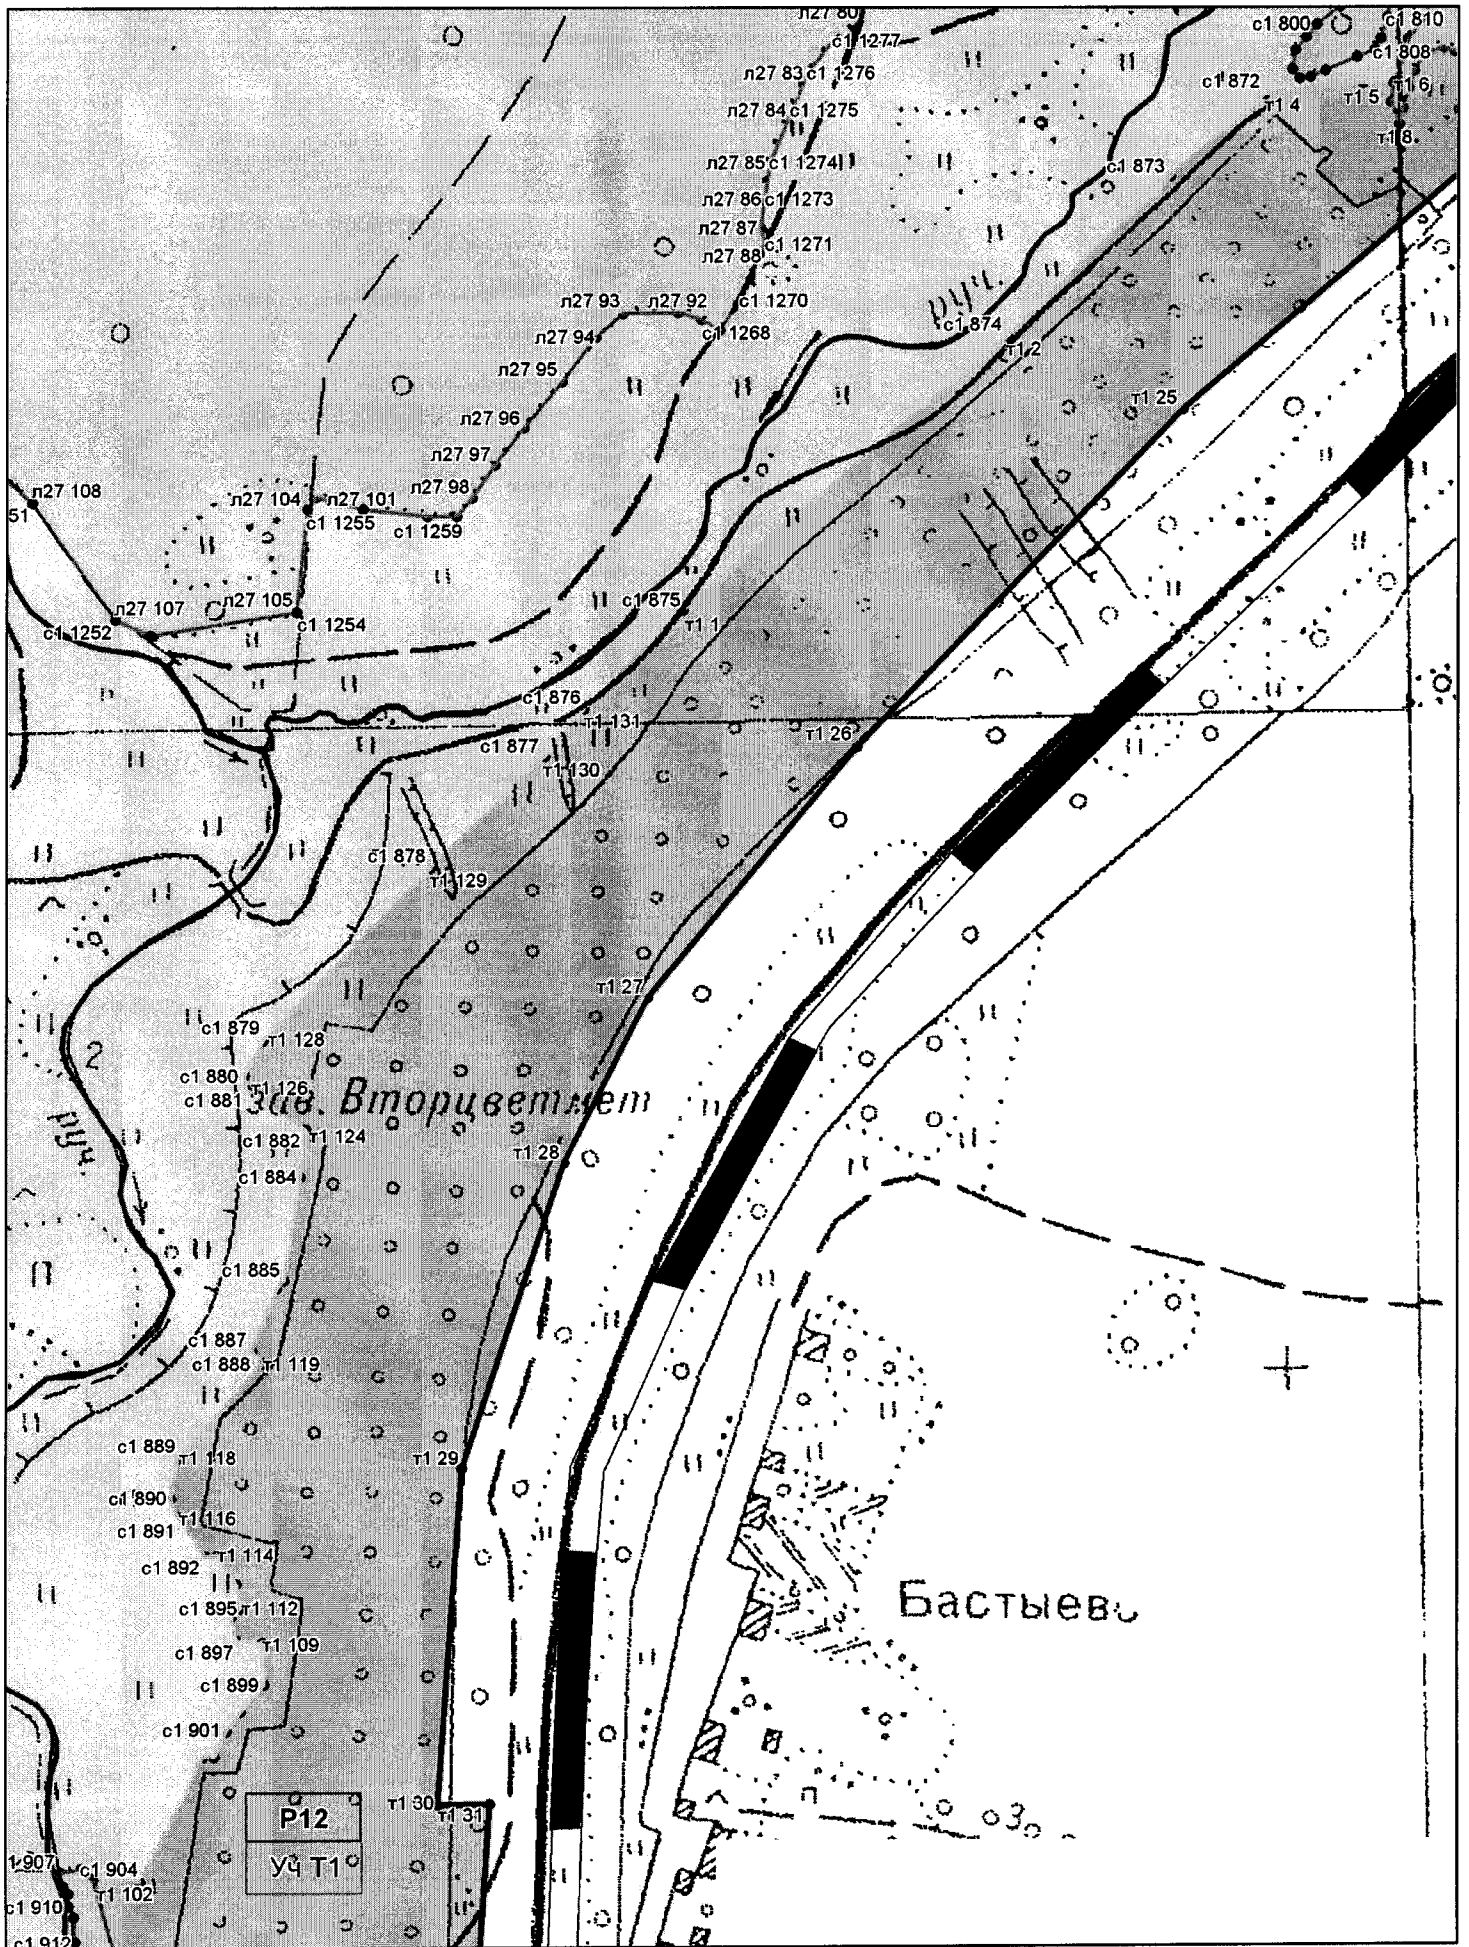 л27 80
с1 800
с1 810
с1 1277
с1 808
л27 83
с1 1276
с1 872
т1 5
т1 6
л27 84
с1 1275
т1 4
т1 8
л27 85
с1 1274
с1 873
л27 86
с1 1273
л27 87
с1 1271
л27 88
руч.
л27 93
л27 92
с1 1270
с1 874
л27 94
с1 1268
т1 2
л27 95
т1 25
л27 96
л27 97
л27 98
л27 108
л27 104
л27 101
51
с1 1255
с1 1259
л27 107
л27 105
с1 875
с1 1252
с1 1254
т1 1
с1 876
т1 131
с1 877
т1 26
т1 130
с1 878
т1 129
т1 27
с1 879
т1 128
2
с1 880
т1 126
с1 881
зав. Вторцветмет
руч.
с1 882
т1 124
т1 28
с1 884
с1 885
с1 887
с1 888
т1 119
с1 889
т1 118
т1 29
с1 890
т1 116
с1 891
т1 114
с1 892
с1 895
т1 112
Бастыево
с1 897
т1 109
с1 899
с1 901
т1 30
т1 31
Р12
Уч Т1
1 907
с1 904
т1 102
с1 910
с1 912